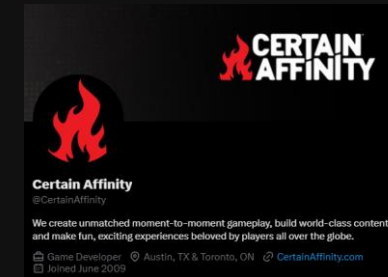 CERTAIN
AFFINITY
Certain Affinity
@CertainAffinity
We create unmatched moment-to-moment gameplay, build world-class content
and make fun, exciting experiences beloved by players all over the globe.
Game Developer Austin, TX & Toronto, ON CertainAffinity.com
Joined June 2009